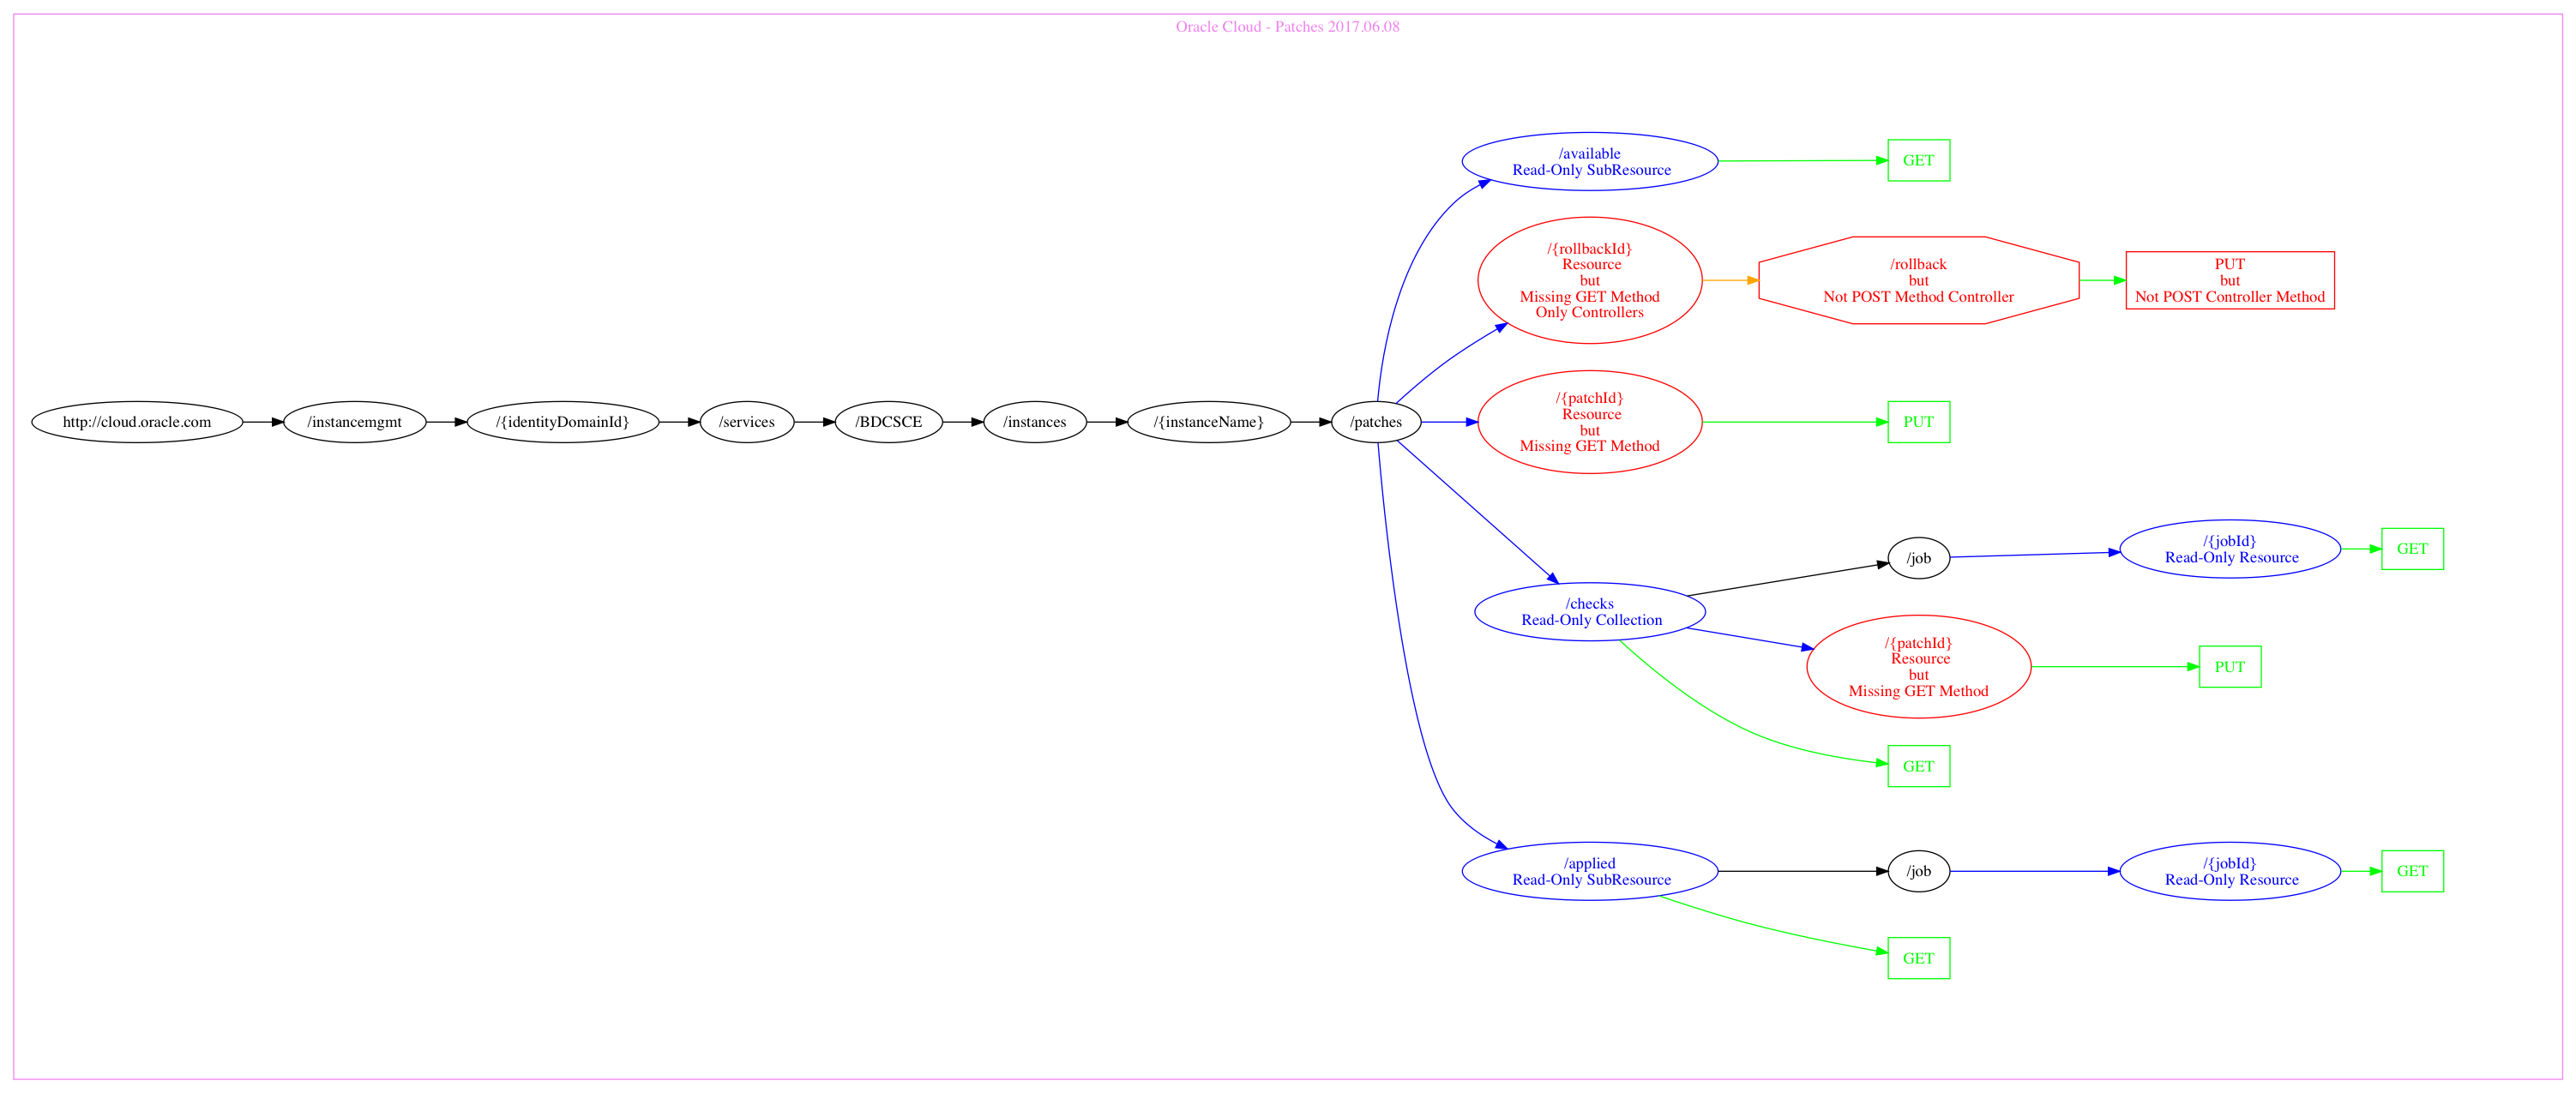 Oracle Cloud - Patches 2017.06.08
/available
Read-Only SubResource
GET
/{rollbackId}
Resource
but
Missing GET Method
Only Controllers
/rollback
but
Not POST Method Controller
PUT
but
Not POST Controller Method
http://cloud.oracle.com
/instancemgmt
/{identityDomainId}
/services
/BDCSCE
/instances
/{instanceName}
/patches
/{patchId}
Resource
but
Missing GET Method
PUT
/checks
Read-Only Collection
/job
/{jobId}
Read-Only Resource
GET
/{patchId}
Resource
but
Missing GET Method
PUT
GET
/applied
Read-Only SubResource
/job
/{jobId}
Read-Only Resource
GET
GET